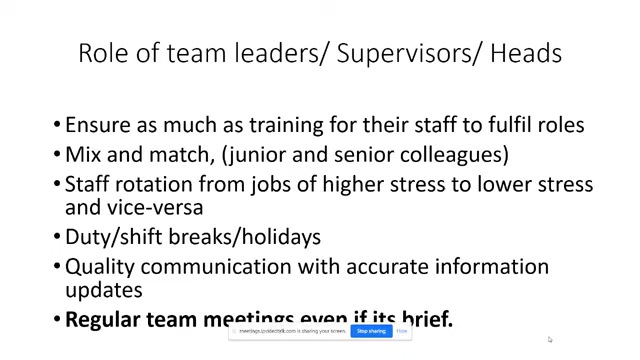 Role of team leaders/ Supervisors/ Heads
• Ensure as much as training for their staff to fulfil roles
• Mix and match, (junior and senior colleagues)
• Staff rotation from jobs of higher stress to lower stress
and vice-versa
• Duty/shift breaks/holidays
• Quality communication with accurate information
updates
• Regular team meetings even if its brief.
is sharing your screen. Stop sharing Hide